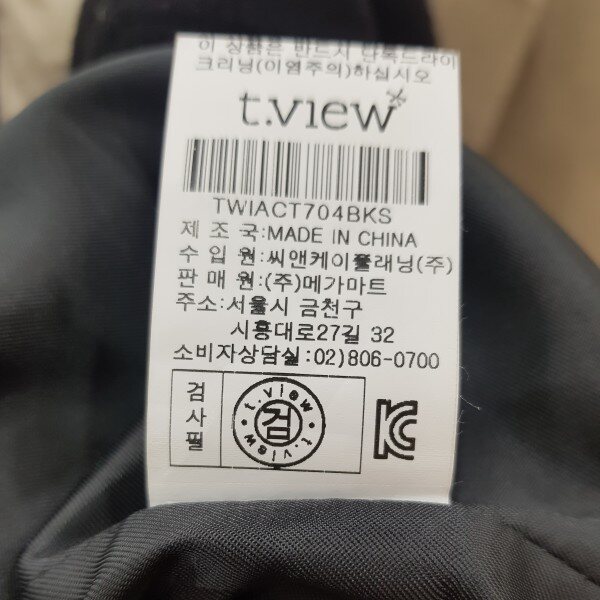 이 상품은 반드시 단독드라이
크리닝(이염주의)하십시오
t.view
TWIACT704BKS
제 조 국:MADE IN CHINA
수 입 원:씨앤케이플래닝(주)
판 매 원:(주)메가마트
주소:서울시 금천구
시흥대로27길 32
소비자상담실:02)806-0700
검사필
t.view
검
t.view
KC